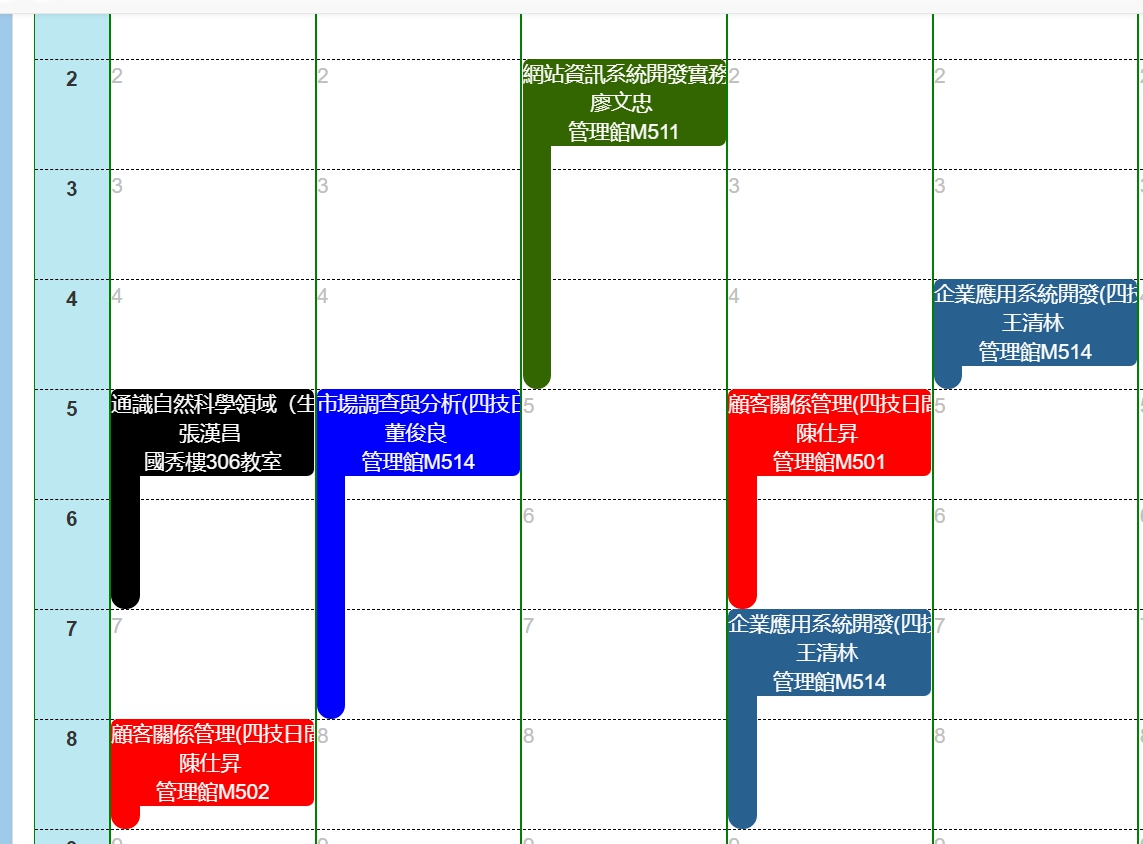 2
2
2
網站資訊系統開發實務
廖文忠
管理館M511
2
2
3
3
3
3
3
4
4
4
4
企業應用系統開發(四技
王清林
管理館M514
5
通識自然科學領域（生
張漢昌
國秀樓306教室
市場調查與分析(四技日
董俊良
管理館M514
5
顧客關係管理(四技日間
陳仕昇
管理館M501
5
6
6
6
7
7
7
企業應用系統開發(四技
王清林
管理館M514
7
8
顧客關係管理(四技日間
陳仕昇
管理館M502
8
8
8